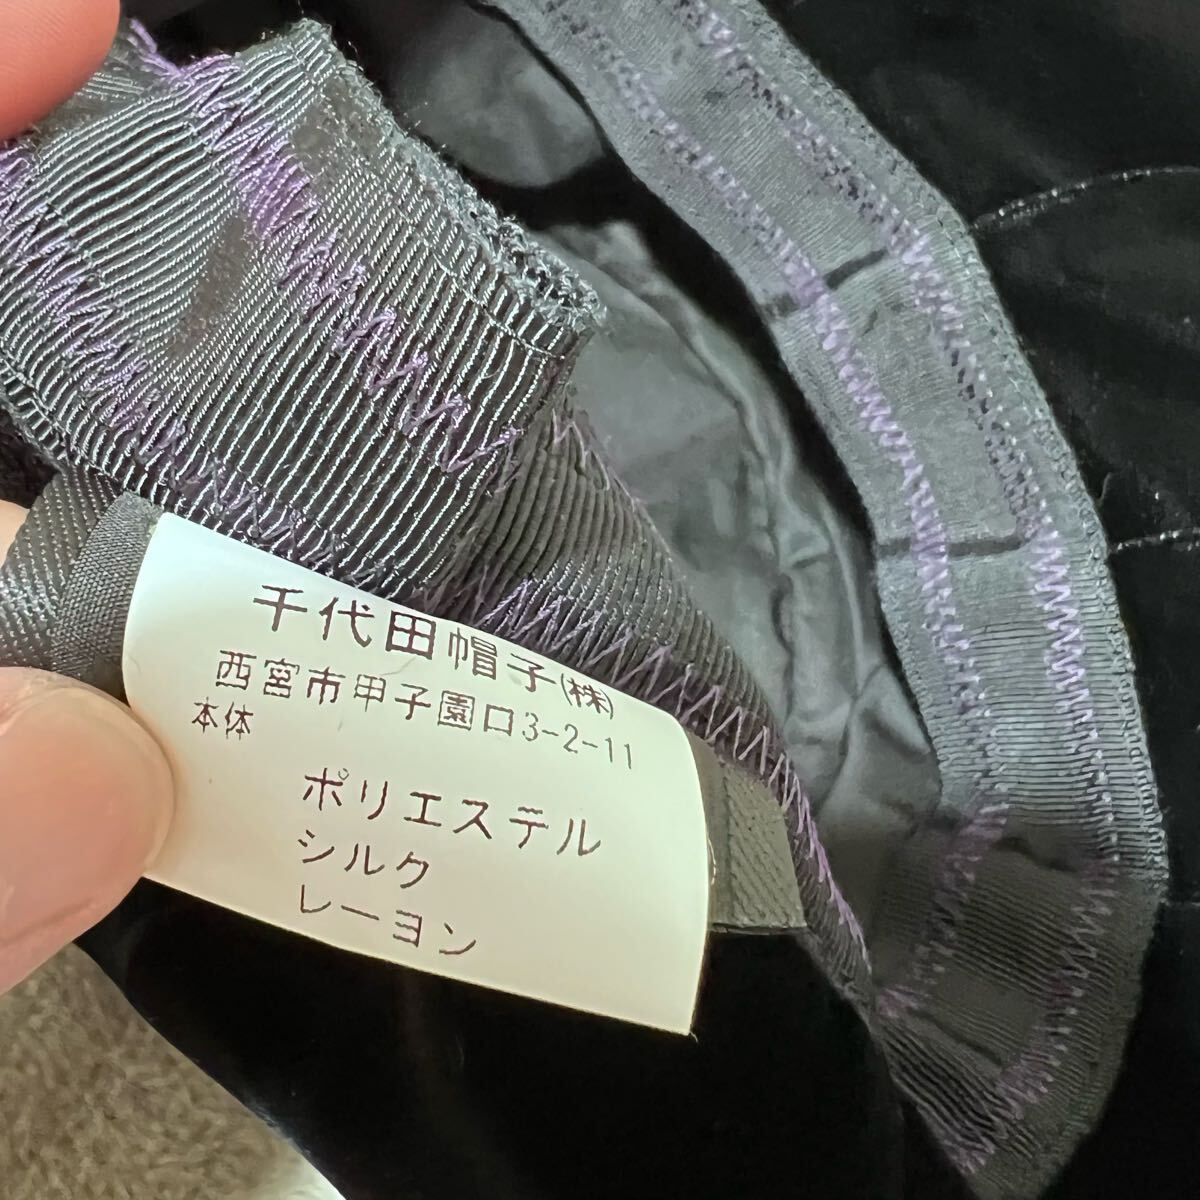 千代田帽子(株)
西宮市甲子園口3-2-11
本体
ポリエステル
シルク
レーヨン